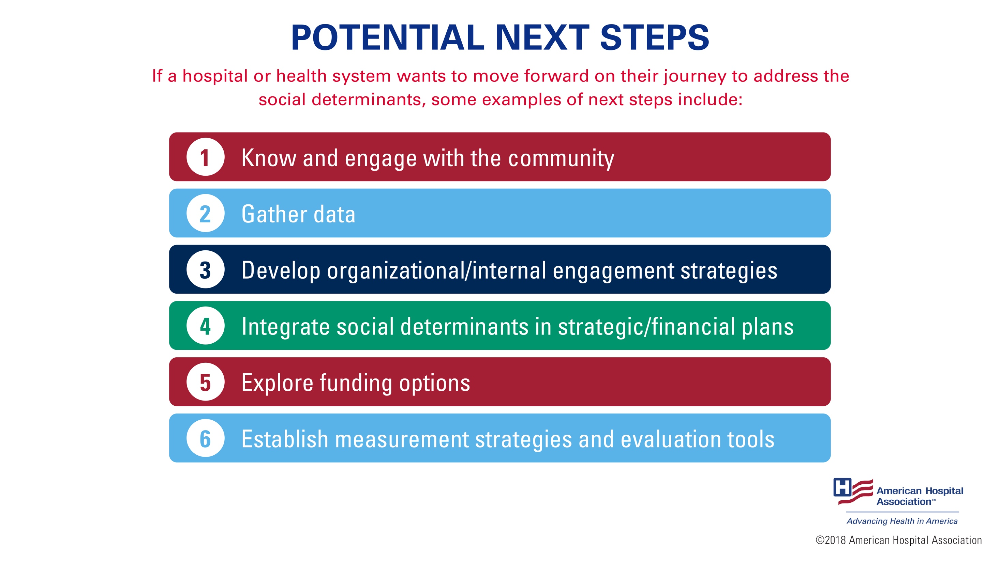 POTENTIAL NEXT STEPS
If a hospital or health system wants to move forward on their journey to address the
social determinants, some examples of next steps include:
1 Know and engage with the community
2 Gather data
3 Develop organizational/internal engagement strategies
4 Integrate social determinants in strategic/financial plans
5 Explore funding options
6 Establish measurement strategies and evaluation tools
H American Hospital
Association™
Advancing Health in America
©2018 American Hospital Association